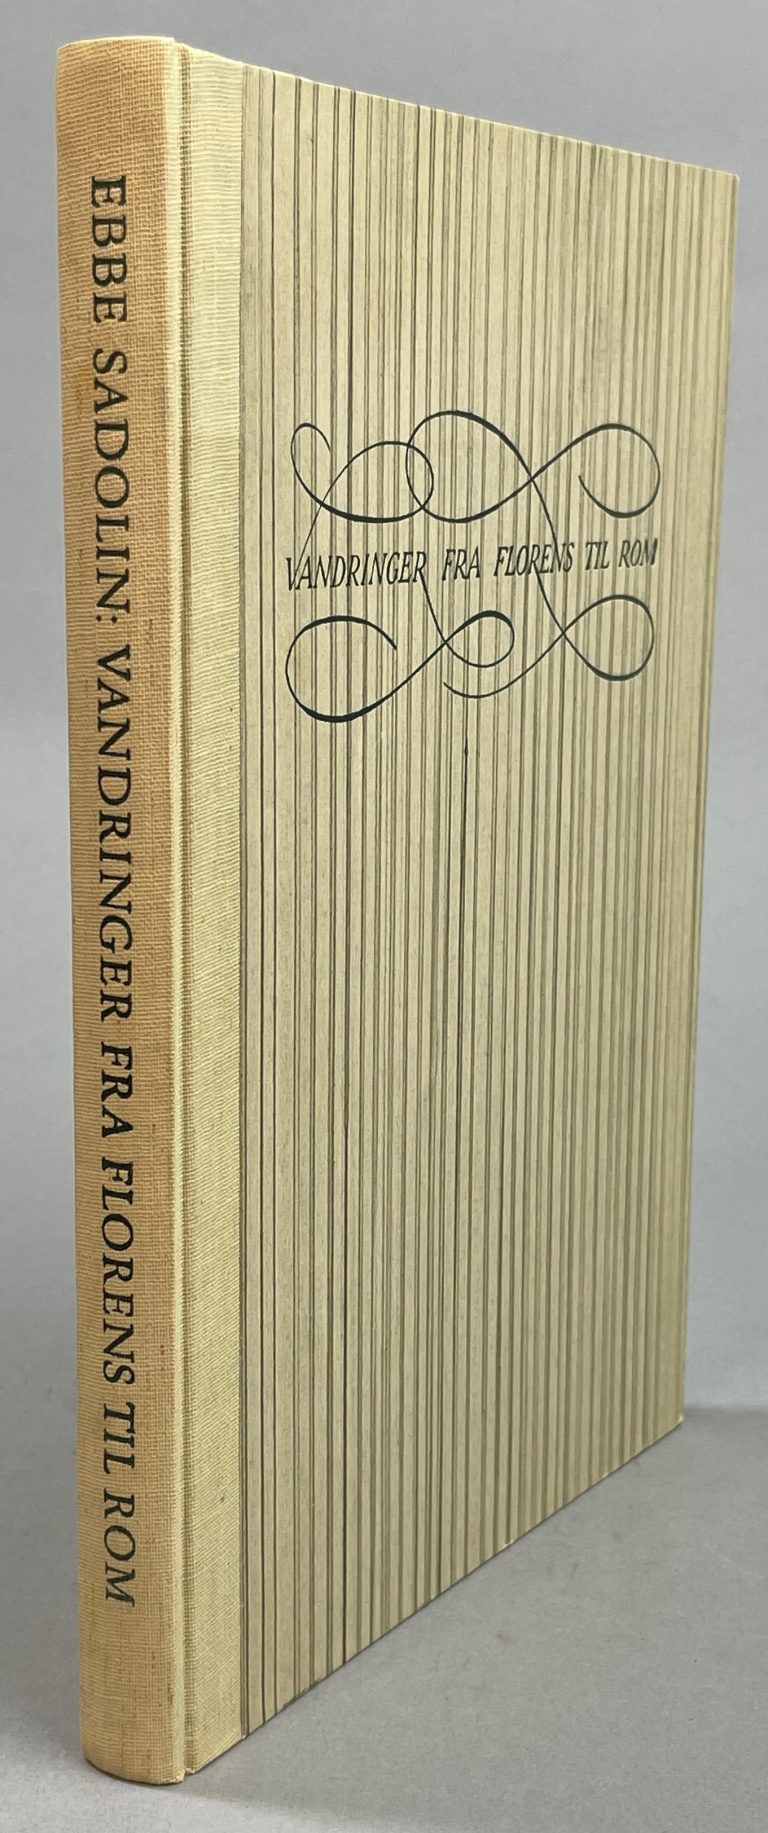 EBBE SADOLIN: VANDRINGER FRA FLORENS TIL ROM
VANDRINGER FRA FLORENS TIL ROM